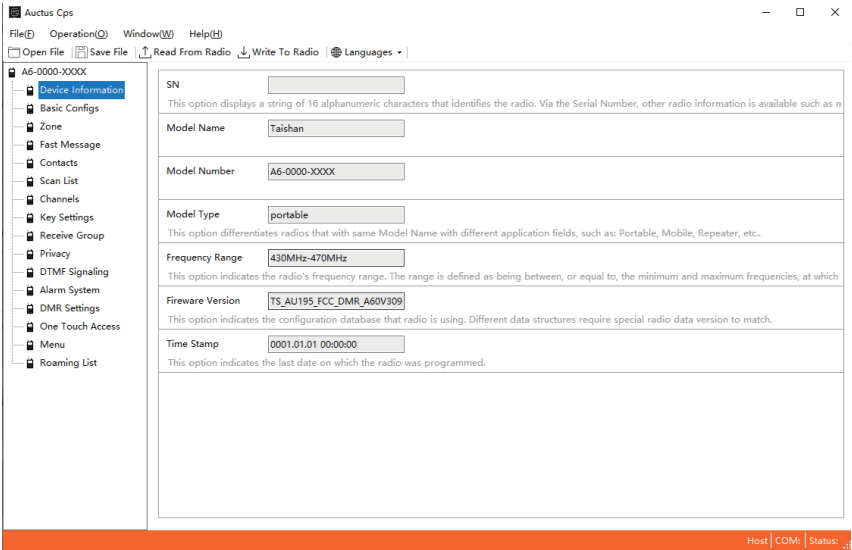 Auctus Cps
File(F) Operation(O) Window(W) Help(H)
Open File Save File Read From Radio Write To Radio Languages
A6-0000-XXXX
Device Information
Basic Configs
Zone
Fast Message
Contacts
Scan List
Channels
Key Settings
Receive Group
Privacy
DTMF Signaling
Alarm System
DMR Settings
One Touch Access
Menu
Roaming List
SN
This option displays a string of 16 alphanumeric characters that identifies the radio. Via the Serial Number, other radio information is available such as
Model Name Taishan
Model Number A6-0000-XXXX
Model Type portable
This option differentiates radios that with same Model Name with different application fields, such as: Portable, Mobile, Repeater, etc..
Frequency Range 430MHz-470MHz
This option indicates the radio's frequency range. The range is defined as being between, or equal to, the minimum and maximum frequencies, at which
Fireware Version TS_AU195_FCC_DMR_A60V309
This option indicates the configuration database that radio is using. Different data structures require special radio data version to match.
Time Stamp 0001.01.01 00:00:00
This option indicates the last date on which the radio was programmed.
Host COM: Status: